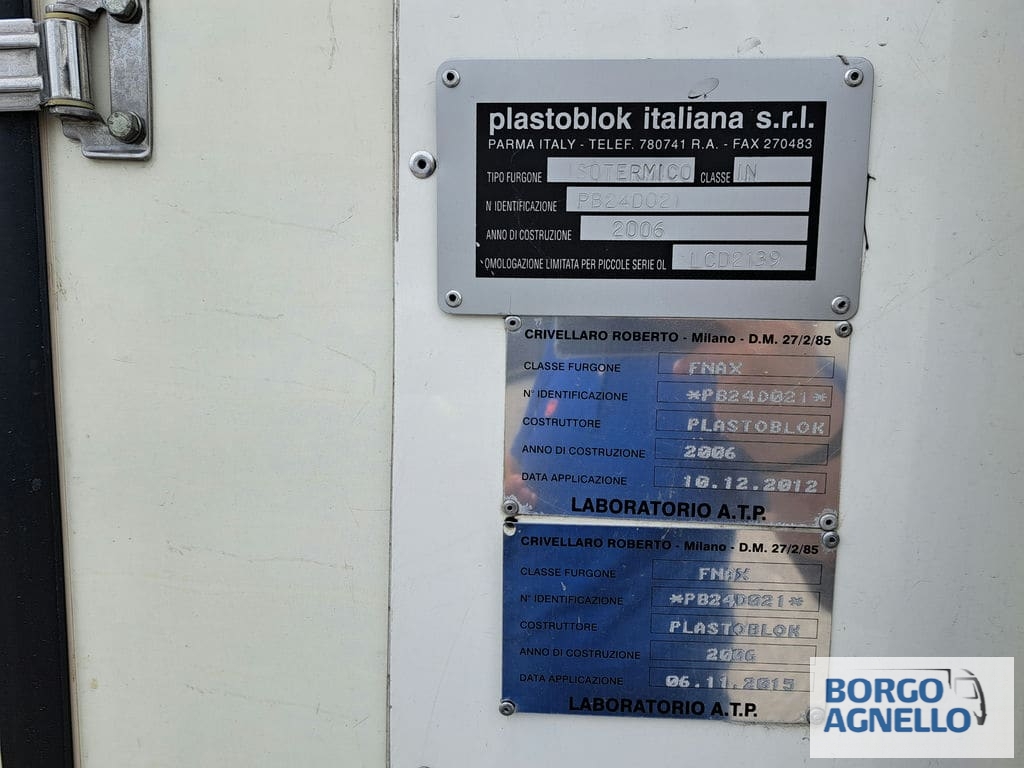 plastoblok italiana s.r.l.
PARMA ITALY - TELEF. 780741 R.A. - FAX 270483
TIPO FURGONE ISOTERMICO CLASSE IN
N IDENTIFICAZIONE PB24D021
ANNO DI COSTRUZIONE 2006
OMOLOGAZIONE LIMITATA PER PICCOLE SERIE OL LCD2139
CRIVELLARO ROBERTO - Milano - D.M. 27/2/85
CLASSE FURGONE FNAX
N° IDENTIFICAZIONE *PB24D021*
COSTRUTTORE PLASTOBLOK
ANNO DI COSTRUZIONE 2006
DATA APPLICAZIONE 10.12.2012
LABORATORIO A.T.P.
CRIVELLARO ROBERTO - Milano - D.M. 27/2/85
CLASSE FURGONE FNAX
N° IDENTIFICAZIONE *PB24D021*
COSTRUTTORE PLASTOBLOK
ANNO DI COSTRUZIONE 2006
DATA APPLICAZIONE 06.11.2015
LABORATORIO A.T.P.
BORGO
AGNELLO